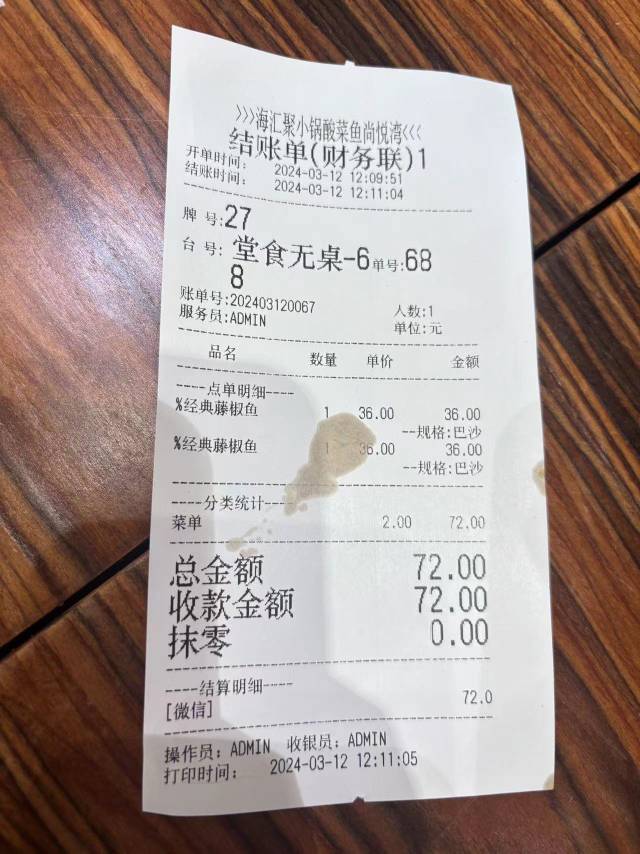 >>>海汇聚小锅酸菜鱼尚悦湾<<<
结账单(财务联)1
开单时间: 2024-03-12 12:09:51
结账时间: 2024-03-12 12:11:04
牌 号:27
台 号: 堂食无桌-6 单号:68
8
账单号:202403120067 人数:1
服务员:ADMIN 单位:元
品名 数量 单价 金额
----点单明细----
%经典藤椒鱼 1 36.00 36.00
--规格:巴沙
%经典藤椒鱼 1 36.00 36.00
--规格:巴沙
----分类统计----
菜单 2.00 72.00
总金额 72.00
收款金额 72.00
抹零 0.00
----结算明细----
[微信] 72.0
操作员: ADMIN 收银员: ADMIN
打印时间: 2024-03-12 12:11:05